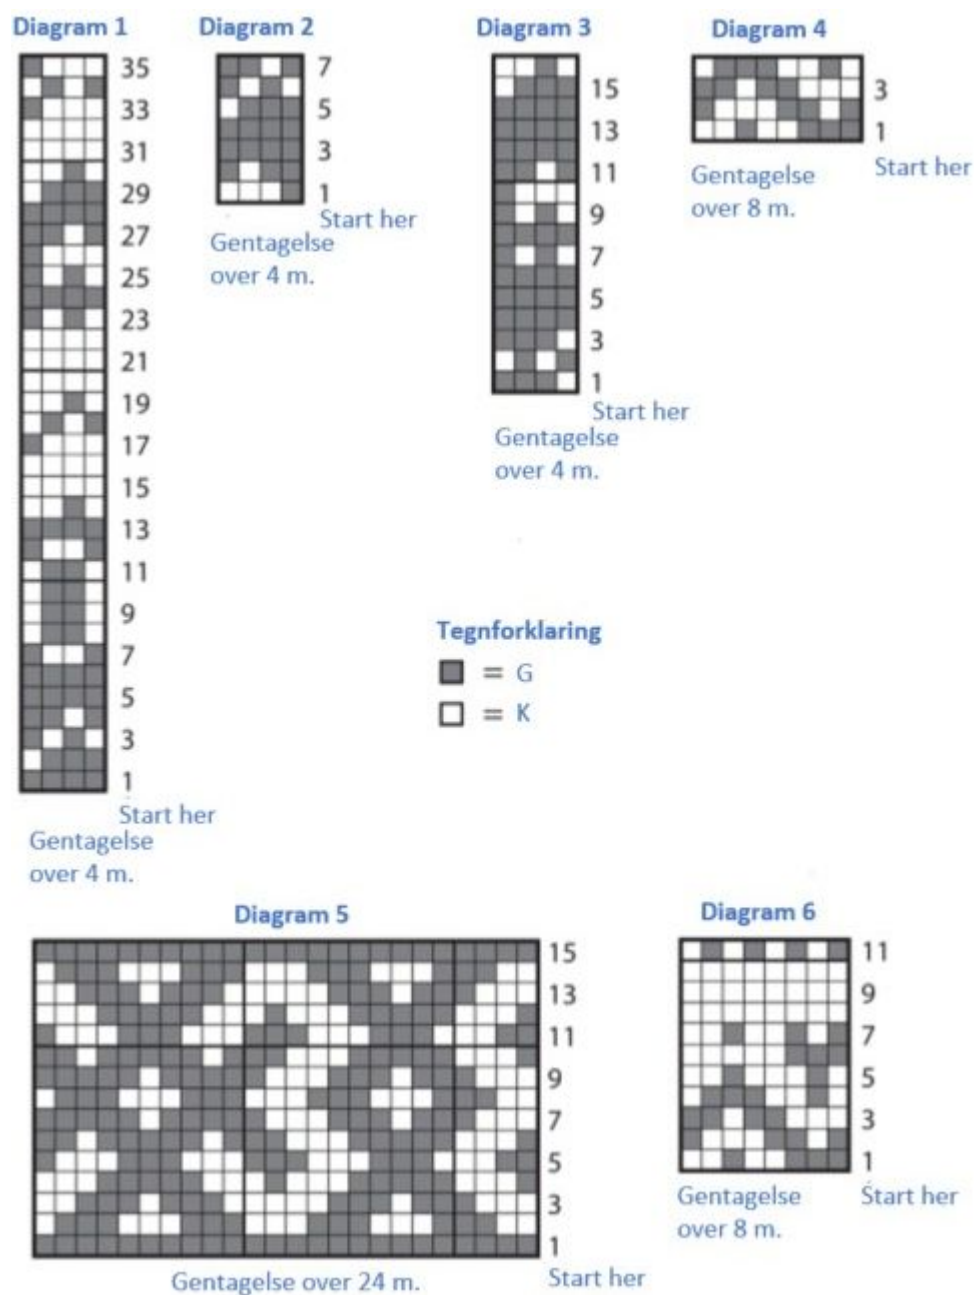 Diagram 1
35
33
31
29
27
25
23
21
19
17
15
13
11
9
7
5
3
1
Start her
Gentagelse
over 4 m.
Diagram 2
7
5
3
1
Start her
Gentagelse
over 4 m.
Diagram 3
15
13
11
9
7
5
3
1
Start her
Gentagelse
over 4 m.
Diagram 4
3
1
Start her
Gentagelse
over 8 m.
Tegnforklaring
= G
= K
Diagram 5
15
13
11
9
7
5
3
1
Start her
Gentagelse over 24 m.
Diagram 6
11
9
7
5
3
1
Start her
Gentagelse
over 8 m.